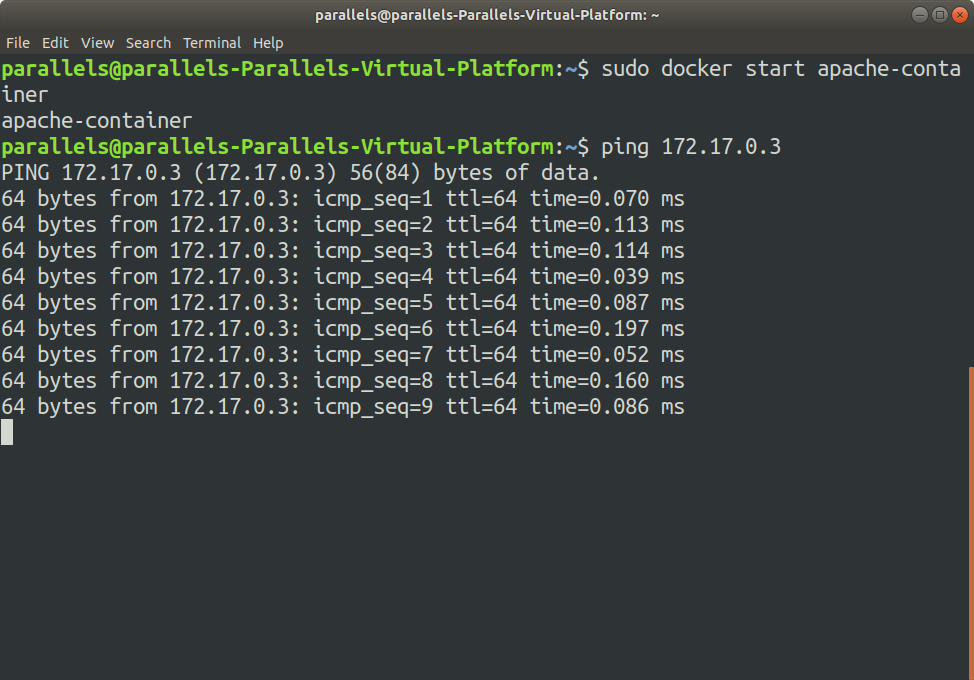 parallels@parallels-Parallels-Virtual-Platform: ~
File Edit View Search Terminal Help
parallels@parallels-Parallels-Virtual-Platform:~$ sudo docker start apache-conta
iner
apache-container
parallels@parallels-Parallels-Virtual-Platform:~$ ping 172.17.0.3
PING 172.17.0.3 (172.17.0.3) 56(84) bytes of data.
64 bytes from 172.17.0.3: icmp_seq=1 ttl=64 time=0.070 ms
64 bytes from 172.17.0.3: icmp_seq=2 ttl=64 time=0.113 ms
64 bytes from 172.17.0.3: icmp_seq=3 ttl=64 time=0.114 ms
64 bytes from 172.17.0.3: icmp_seq=4 ttl=64 time=0.039 ms
64 bytes from 172.17.0.3: icmp_seq=5 ttl=64 time=0.087 ms
64 bytes from 172.17.0.3: icmp_seq=6 ttl=64 time=0.197 ms
64 bytes from 172.17.0.3: icmp_seq=7 ttl=64 time=0.052 ms
64 bytes from 172.17.0.3: icmp_seq=8 ttl=64 time=0.160 ms
64 bytes from 172.17.0.3: icmp_seq=9 ttl=64 time=0.086 ms